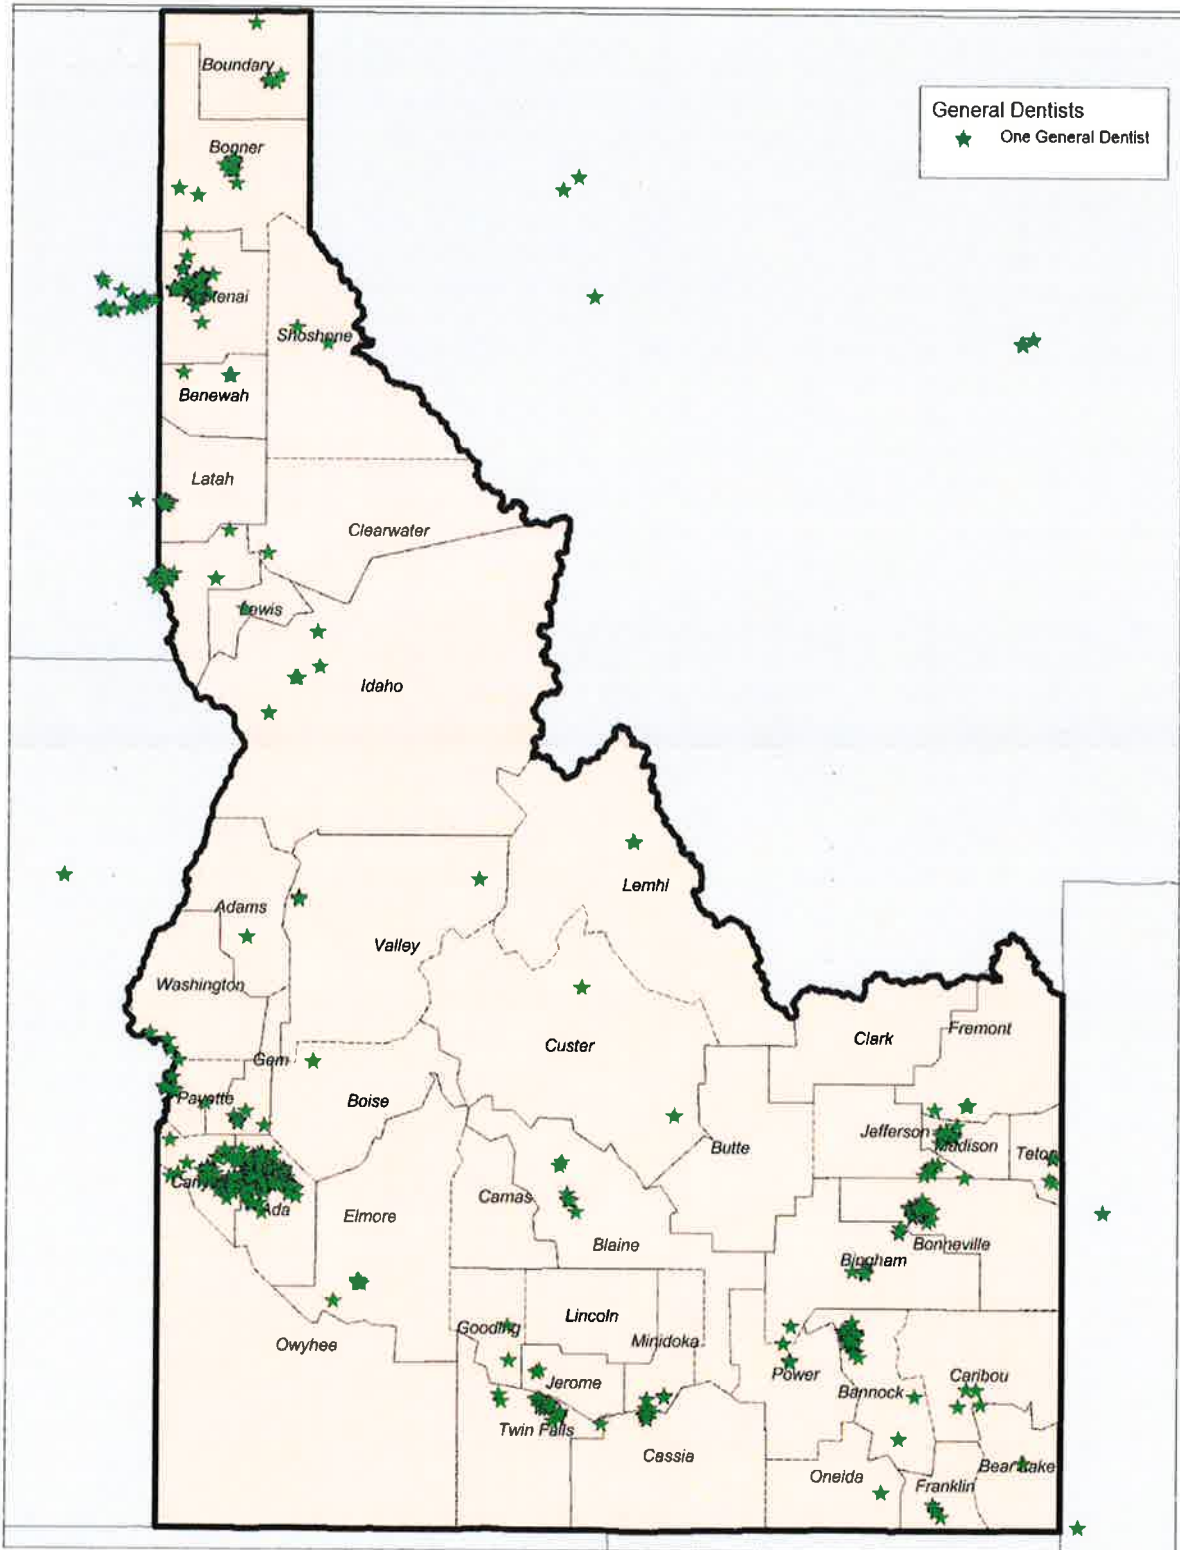 Boundary
General Dentists
One General Dentist
Bonner
Kootenai
Shoshone
Benewah
Latah
Clearwater
Lewis
Idaho
Lemhi
Adams
Valley
Washington
Fremont
Clark
Custer
Gem
Payette
Boise
Jefferson
Madison
Butte
Teton
Canyon
Camas
Ada
Elmore
Blaine
Bonneville
Bingham
Lincoln
Gooding
Minidoka
Owyhee
Power
Caribou
Jerome
Bannock
Twin Falls
Cassia
Bear Lake
Oneida
Franklin